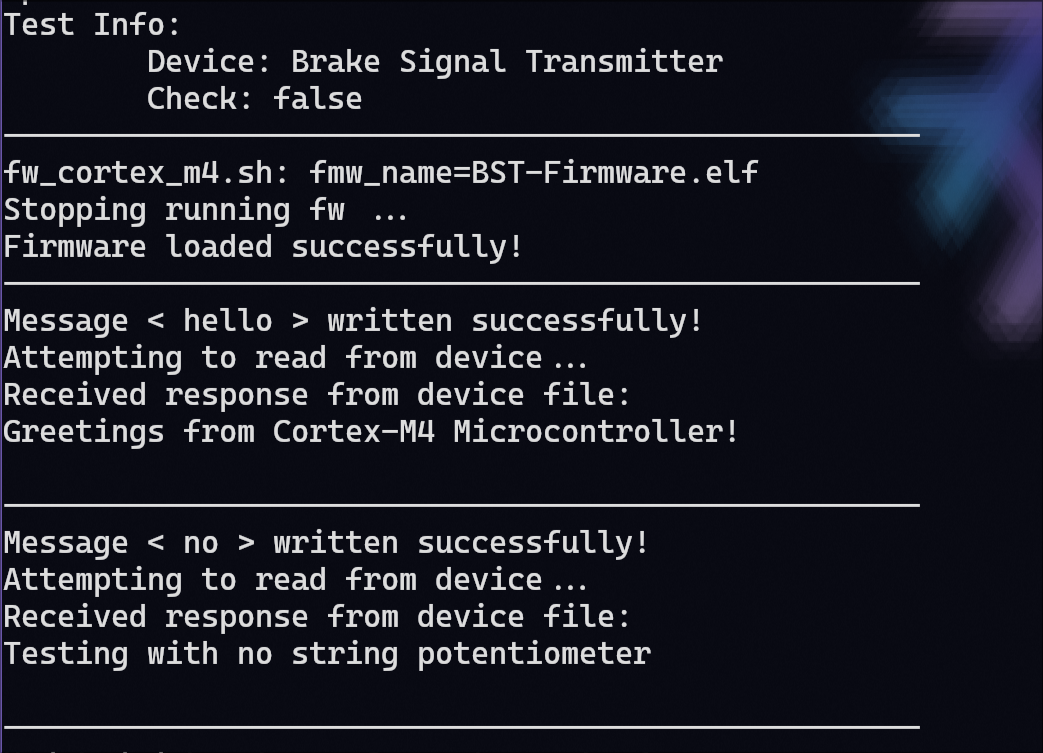 Test Info:
Device: Brake Signal Transmitter
Check: false
fw_cortex_m4.sh: fmw_name=BST-Firmware.elf
Stopping running fw ...
Firmware loaded successfully!
Message < hello > written successfully!
Attempting to read from device...
Received response from device file:
Greetings from Cortex-M4 Microcontroller!
Message < no > written successfully!
Attempting to read from device...
Received response from device file:
Testing with no string potentiometer